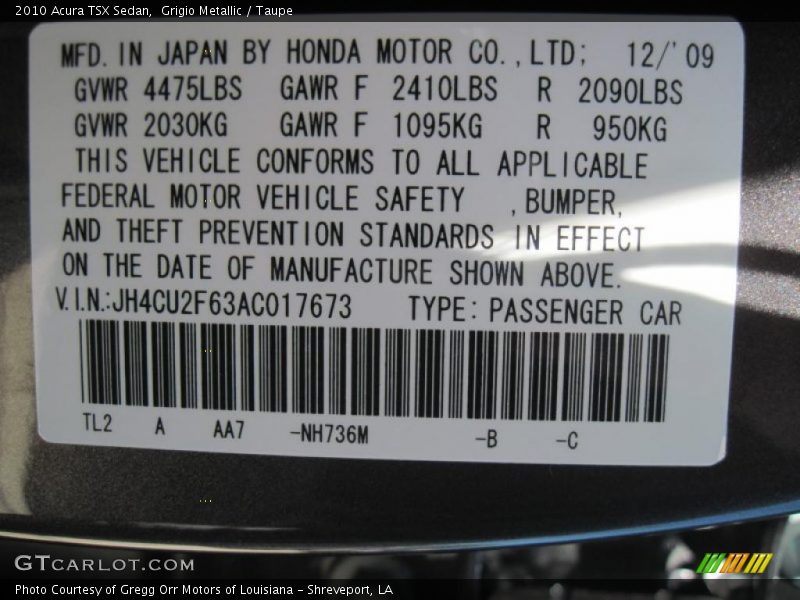 2010 Acura TSX Sedan,  Grigio Metallic / Taupe
MFD. IN JAPAN BY HONDA MOTOR CO.,LTD; 12/'09
GVWR 4475LBS GAWR F 2410LBS R 2090LBS
GVWR 2030KG GAWR F 1095KG R 950KG
THIS VEHICLE CONFORMS TO ALL APPLICABLE
FEDERAL MOTOR VEHICLE SAFETY ,BUMPER,
AND THEFT PREVENTION STANDARDS IN EFFECT
ON THE DATE OF MANUFACTURE SHOWN ABOVE.
V.I.N.:JH4CU2F63AC017673 TYPE: PASSENGER CAR
TL2 A AA7 -NH736M -B -C
GTCARLOT.COM
Photo Courtesy of Gregg Orr Motors of Louisiana - Shreveport, LA